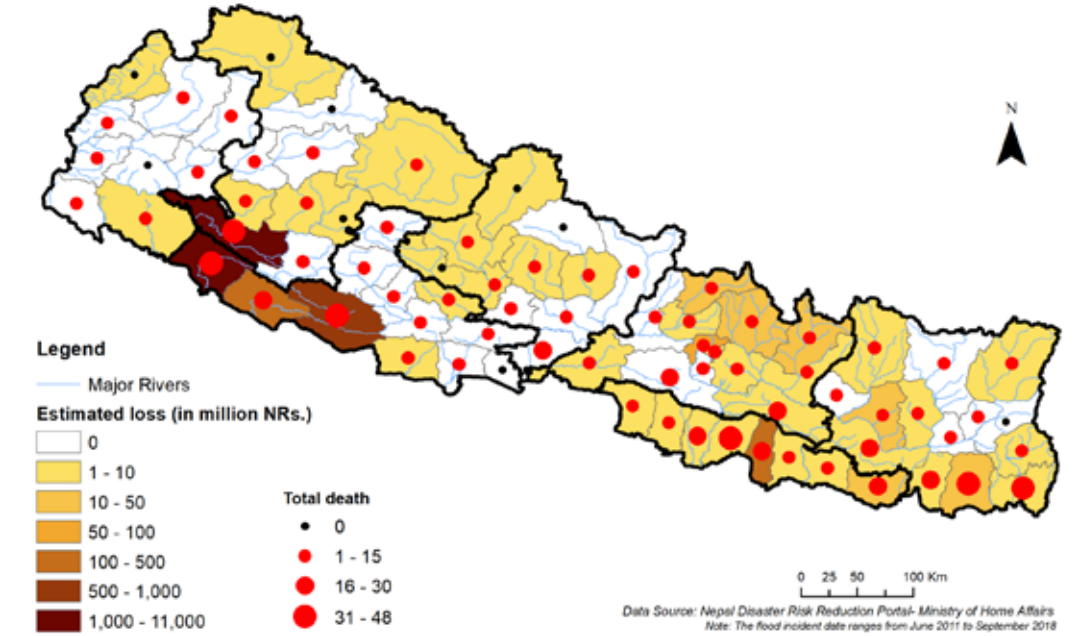 N
Legend
Major Rivers
Estimated loss (in million NRs.)
0
1 - 10
10 - 50
50 - 100
100 - 500
500 - 1,000
1,000 - 11,000
Total death
0
1 - 15
16 - 30
31 - 48
0 25 50 100 Km
Data Source: Nepal Disaster Risk Reduction Portal- Ministry of Home Affairs
Note: The flood incident date ranges from June 2011 to September 2018